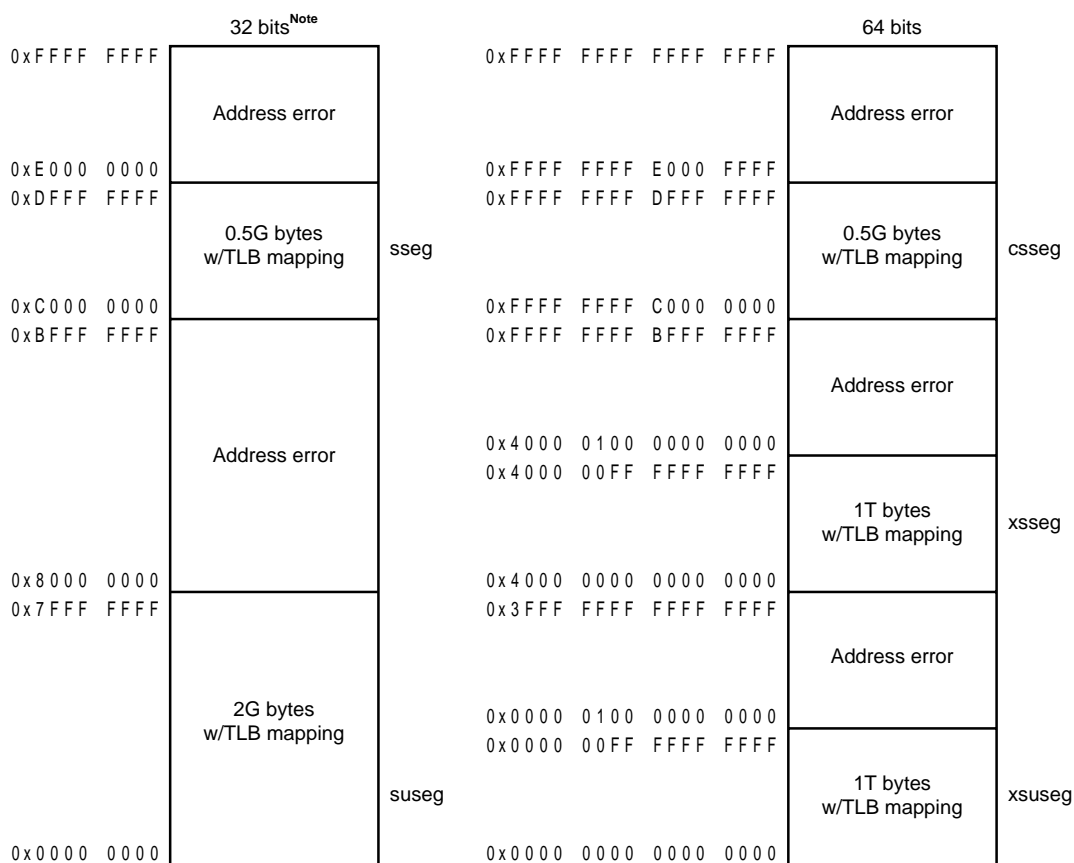 32 bitsNote
0xFFFF FFFF
Address error
0xE000 0000
0xDFFF FFFF
0.5G bytes
w/TLB mapping
sseg
0xC000 0000
0xBFFF FFFF
Address error
0x8000 0000
0x7FFF FFFF
2G bytes
w/TLB mapping
suseg
0x0000 0000
64 bits
0xFFFF FFFF FFFF FFFF
Address error
0xFFFF FFFF E000 FFFF
0xFFFF FFFF DFFF FFFF
0.5G bytes
w/TLB mapping
csseg
0xFFFF FFFF C000 0000
0xFFFF FFFF BFFF FFFF
Address error
0x4000 0100 0000 0000
0x4000 00FF FFFF FFFF
1T bytes
w/TLB mapping
xsseg
0x4000 0000 0000 0000
0x3FFF FFFF FFFF FFFF
Address error
0x0000 0100 0000 0000
0x0000 00FF FFFF FFFF
1T bytes
w/TLB mapping
xsuseg
0x0000 0000 0000 0000